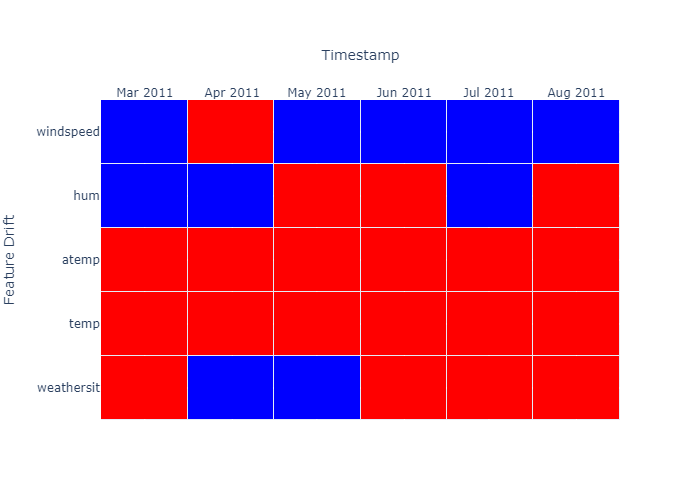 Timestamp
Mar 2011 Apr 2011 May 2011 Jun 2011 Jul 2011 Aug 2011
windspeed
hum
atemp
temp
weathersit
Feature Drift